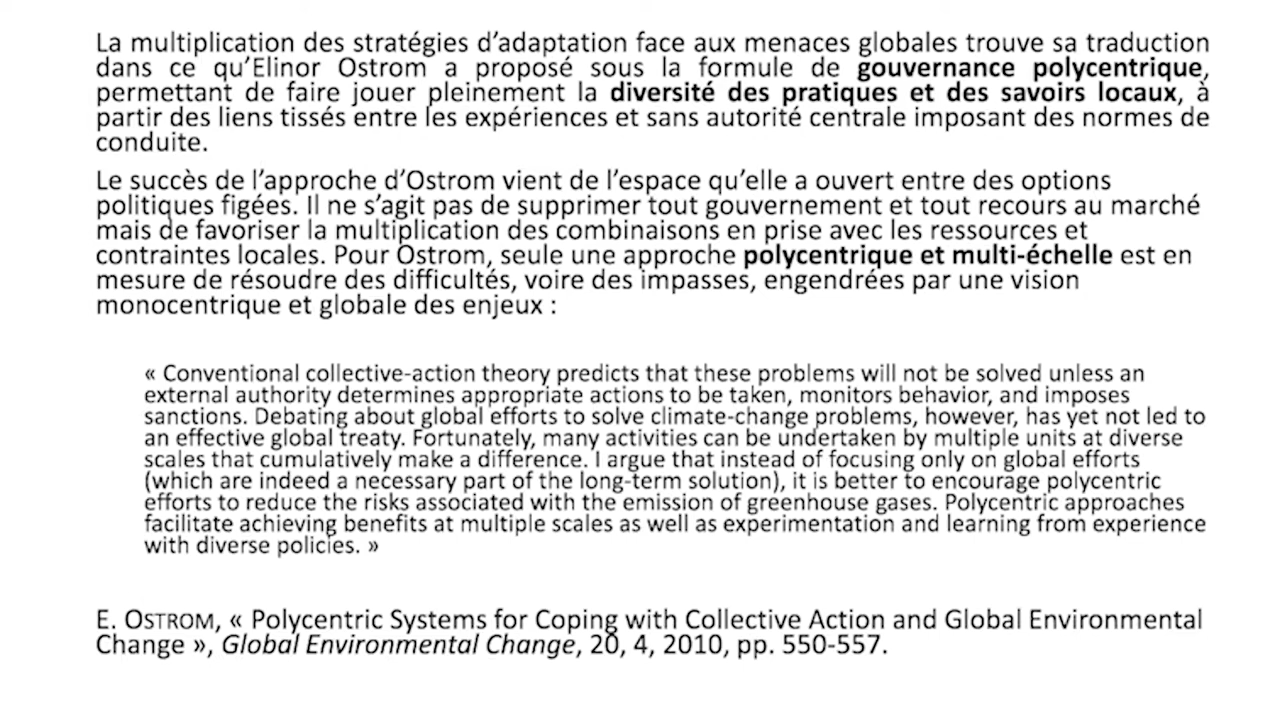 La multiplication des stratégies d’adaptation face aux menaces globales trouve sa traduction
dans ce qu’Elinor Ostrom a proposé sous la formule de gouvernance polycentrique,
permettant de faire jouer pleinement la diversité des pratiques et des savoirs locaux, à
partir des liens tissés entre les expériences et sans autorité centrale imposant des normes de
conduite.
Le succès de l’approche d’Ostrom vient de l’espace qu’elle a ouvert entre des options
politiques figées. Il ne s’agit pas de supprimer tout gouvernement et tout recours au marché
mais de favoriser la multiplication des combinaisons en prise avec les ressources et
contraintes locales. Pour Ostrom, seule une approche polycentrique et multi-échelle est en
mesure de résoudre des difficultés, voire des impasses, engendrées par une vision
monocentrique et globale des enjeux :
« Conventional collective-action theory predicts that these problems will not be solved unless an
external authority determines appropriate actions to be taken, monitors behavior, and imposes
sanctions. Debating about global efforts to solve climate-change problems, however, has yet not led to
an effective global treaty. Fortunately, many activities can be undertaken by multiple units at diverse
scales that cumulatively make a difference. I argue that instead of focusing only on global efforts
(which are indeed a necessary part of the long-term solution), it is better to encourage polycentric
efforts to reduce the risks associated with the emission of greenhouse gases. Polycentric approaches
facilitate achieving benefits at multiple scales as well as experimentation and learning from experience
with diverse policies. »
E. OSTROM, « Polycentric Systems for Coping with Collective Action and Global Environmental
Change », Global Environmental Change, 20, 4, 2010, pp. 550-557.